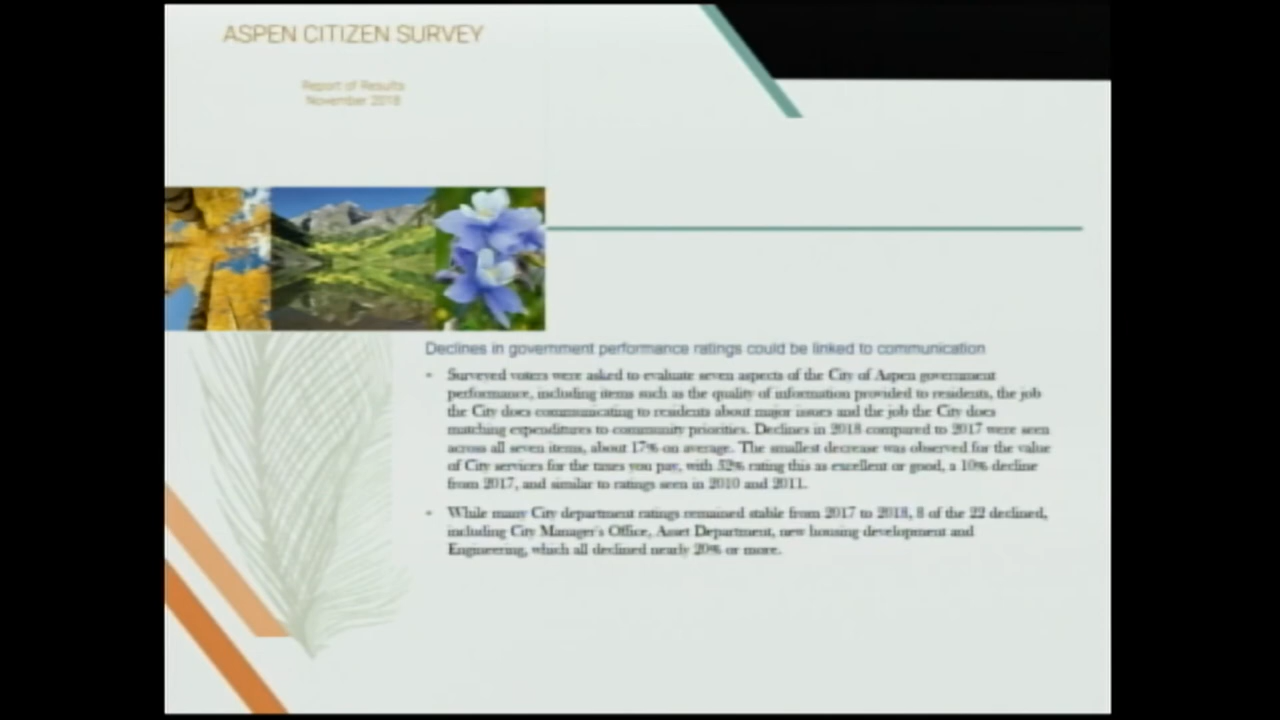 ASPEN CITIZEN SURVEY
Report of Results
November 2018
Declines in government performance ratings could be linked to communication
• Surveyed voters were asked to evaluate seven aspects of the City of Aspen government
performance, including items such as the quality of information provided to residents, the job
the City does communicating to residents about major issues and the job the City does
matching expenditures to community priorities. Declines in 2018 compared to 2017 were seen
across all seven items, about 17% on average. The smallest decrease was observed for the value
of City services for the taxes you pay, with 52% rating this as excellent or good, a 10% decline
from 2017, and similar to ratings seen in 2010 and 2011.
• While many City department ratings remained stable from 2017 to 2018, 8 of the 22 declined,
including City Manager's Office, Asset Department, new housing development and
Engineering, which all declined nearly 20% or more.